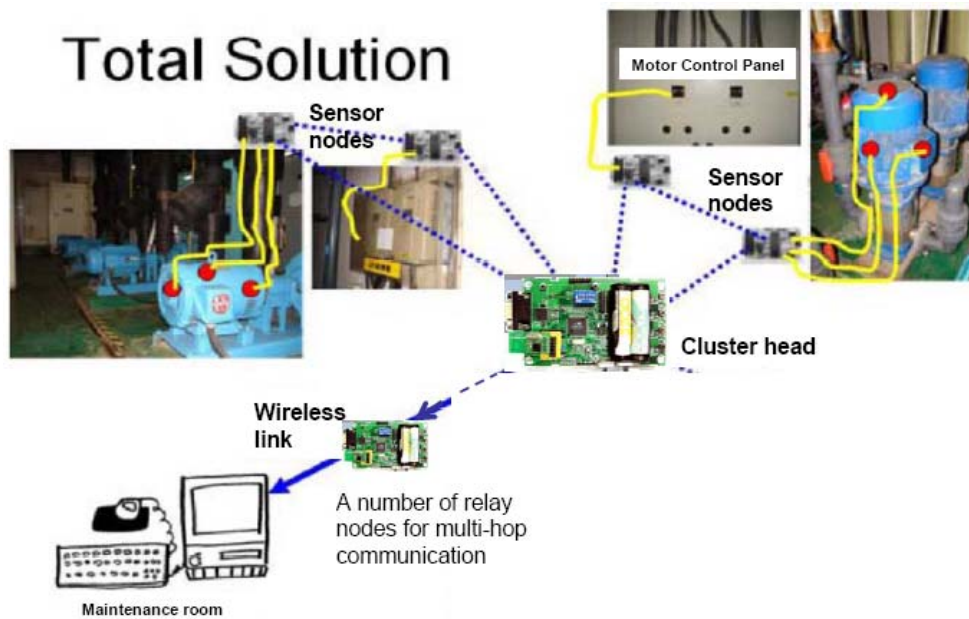 Total Solution
Motor Control Panel
Sensor
nodes
Sensor
nodes
Cluster head
Wireless
link
A number of relay
nodes for multi-hop
communication
Maintenance room